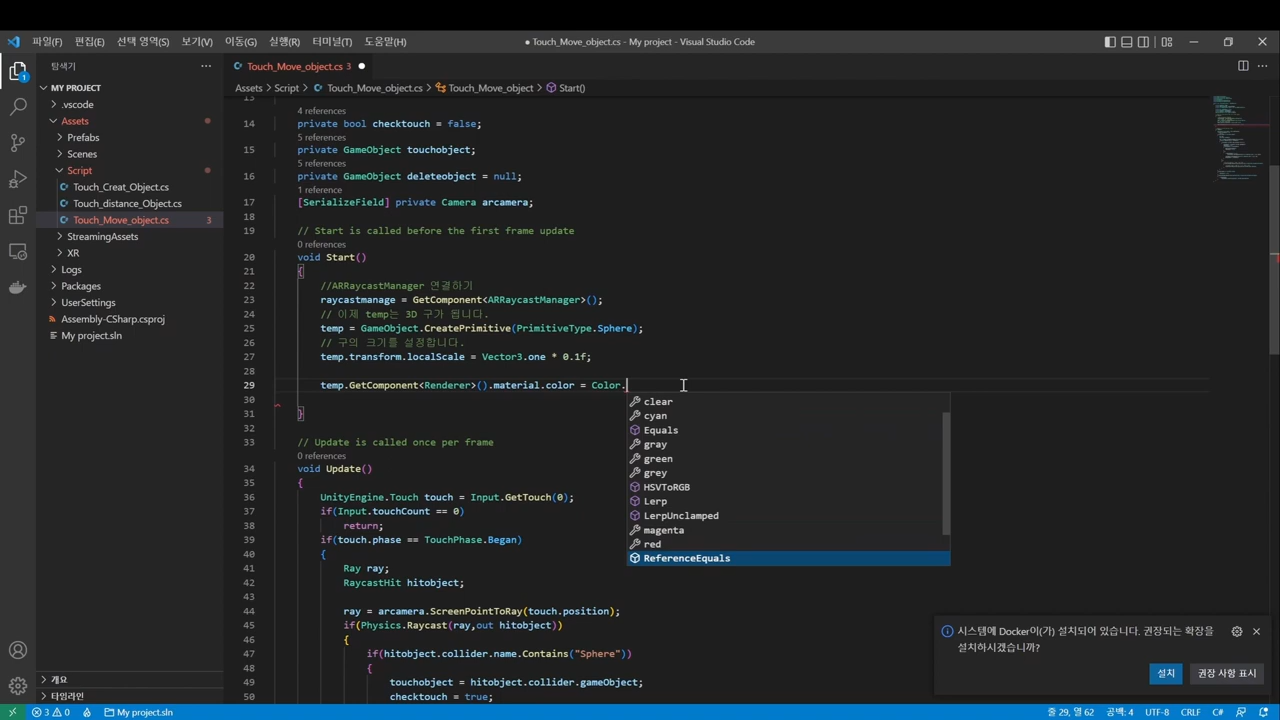 파일(F) 편집(E) 선택 영역(S) 보기(V) 이동(G) 실행(R) 터미널(T) 도움말(H)
● Touch_Move_object.cs - My project - Visual Studio Code
탐색기
Touch_Move_object.cs 3
MY PROJECT
.vscode
Assets
Prefabs
Scenes
Script
Touch_Creat_Object.cs
Touch_distance_Object.cs
Touch_Move_object.cs 3
StreamingAssets
XR
Logs
Packages
UserSettings
Assembly-CSharp.csproj
My project.sln
개요
타임라인
Assets > Script > Touch_Move_object.cs > Touch_Move_object > Start()
13
4 references
14 private bool checktouch = false;
5 references
15 private GameObject touchobject;
5 references
16 private GameObject deleteobject = null;
1 reference
17 [SerializeField] private Camera arcamera;
18
19 // Start is called before the first frame update
0 references
20 void Start()
21 {
22 //ARRaycastManager 연결하기
23 raycastmanage = GetComponent<ARRaycastManager>();
24 // 이제 temp는 3D 구가 됩니다.
25 temp = GameObject.CreatePrimitive(PrimitiveType.Sphere);
26 // 구의 크기를 설정합니다.
27 temp.transform.localScale = Vector3.one * 0.1f;
28
29 temp.GetComponent<Renderer>().material.color = Color.
30
31 }
32
33 // Update is called once per frame
0 references
34 void Update()
35 {
36 UnityEngine.Touch touch = Input.GetTouch(0);
37 if(Input.touchCount == 0)
38 return;
39 if(touch.phase == TouchPhase.Began)
40 {
41 Ray ray;
42 RaycastHit hitobject;
43
44 ray = arcamera.ScreenPointToRay(touch.position);
45 if(Physics.Raycast(ray,out hitobject))
46 {
47 if(hitobject.collider.name.Contains("Sphere"))
48 {
49 touchobject = hitobject.collider.gameObject;
50 checktouch = true;
clear
cyan
Equals
gray
green
grey
HSVToRGB
Lerp
LerpUnclamped
magenta
red
ReferenceEquals
시스템에 Docker이(가) 설치되어 있습니다. 권장되는 확장을
설치하시겠습니까?
설치 권장 사항 표시
3 0 My project.sln
줄 29, 열 62 공백: 4 UTF-8 CRLF C#
1